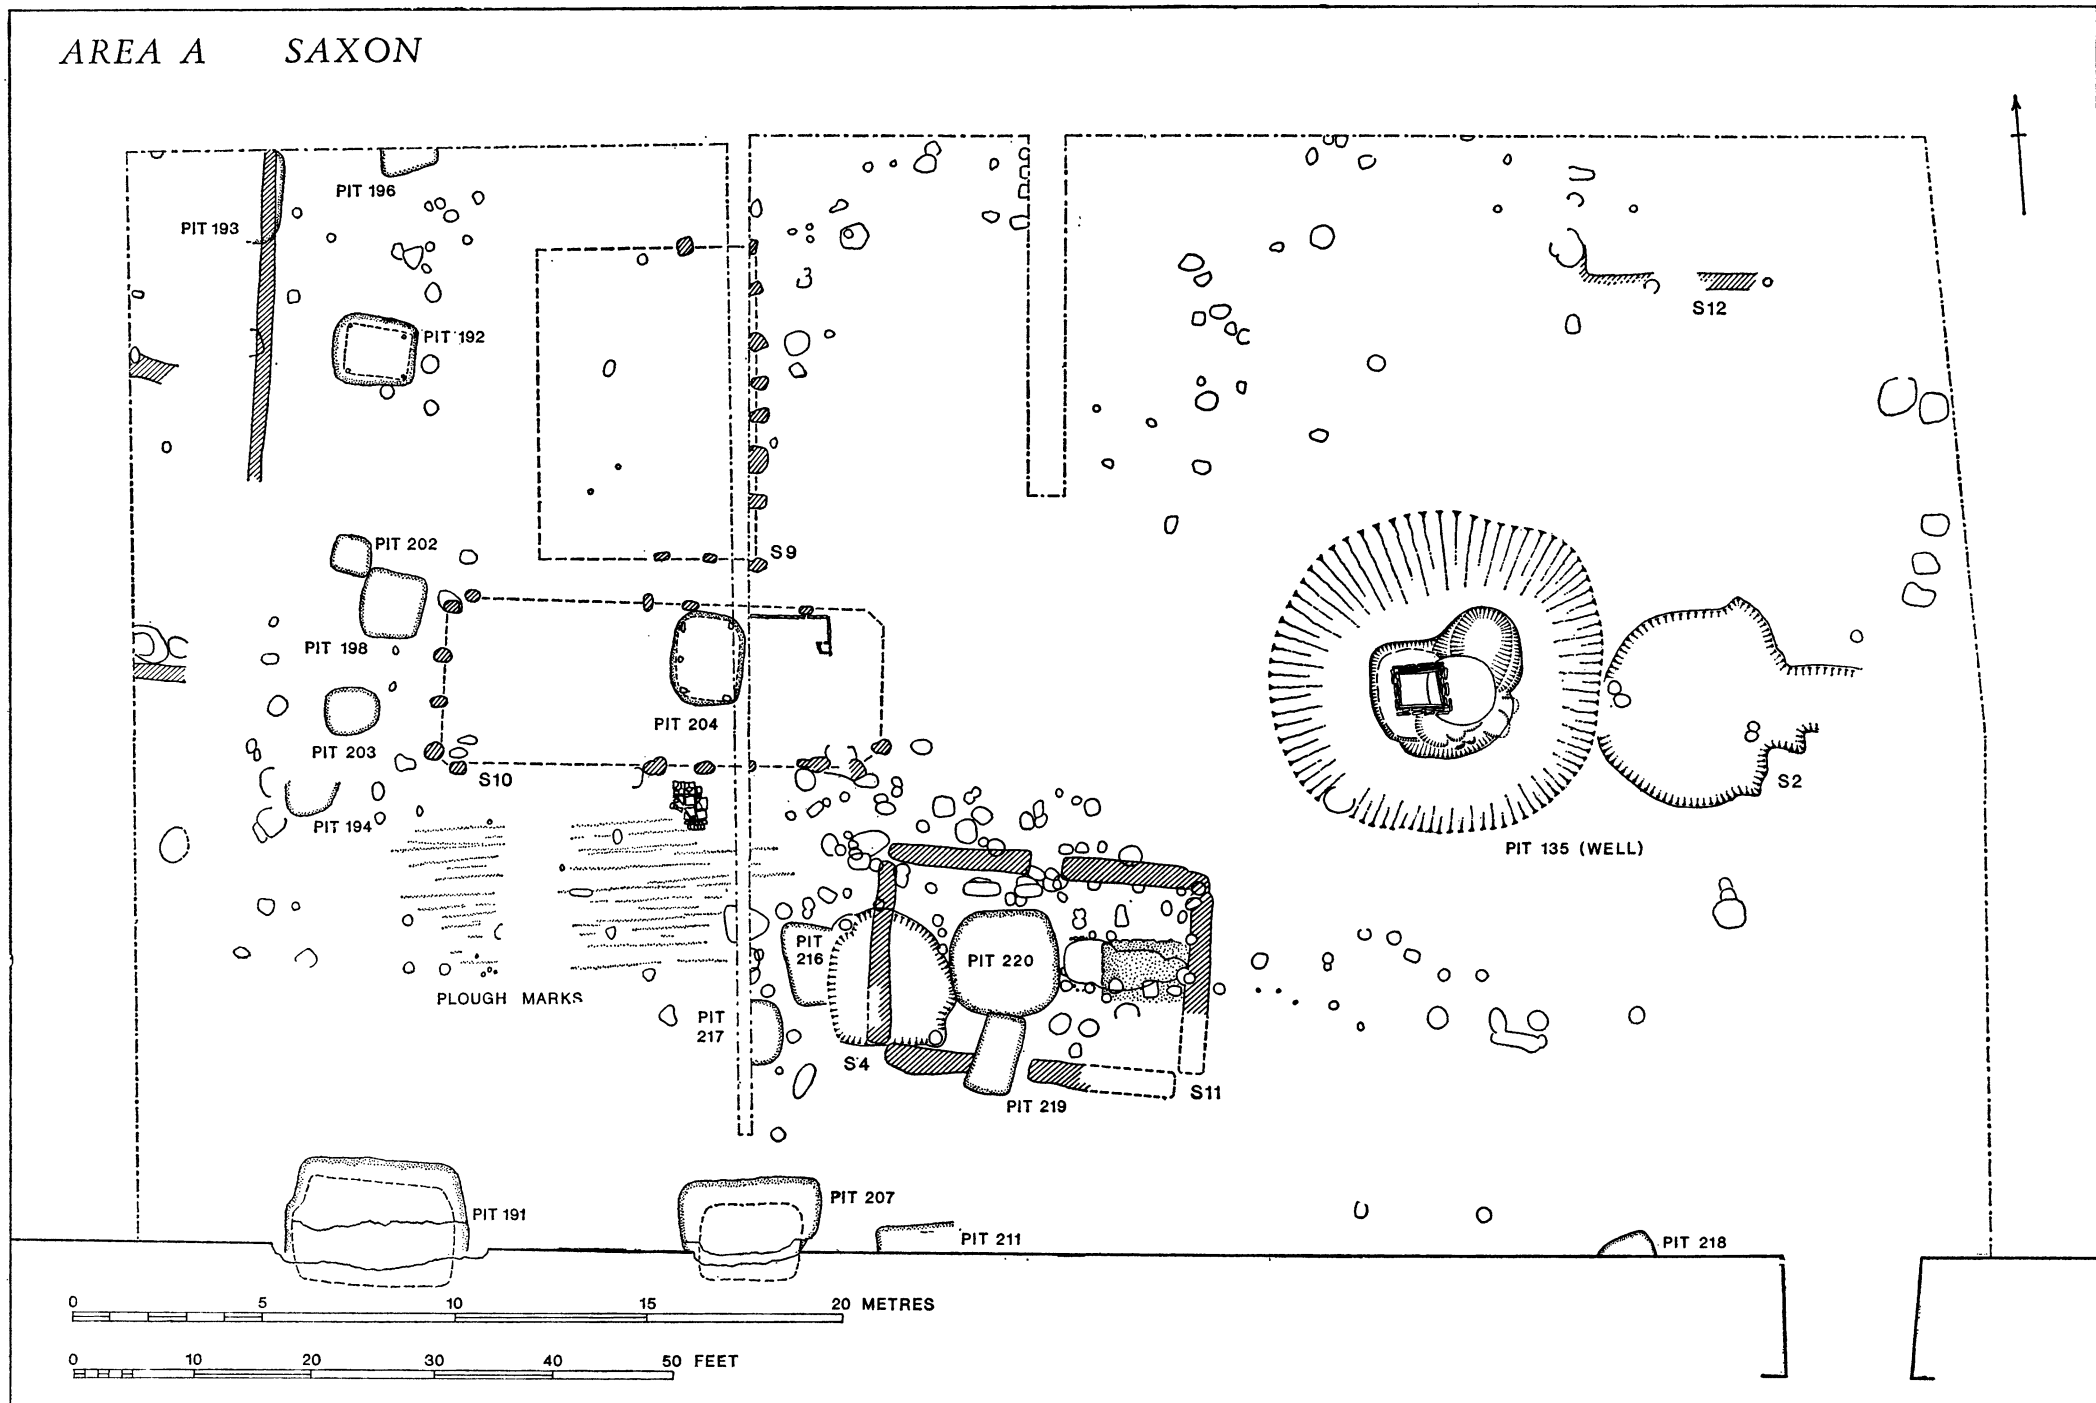 AREA A SAXON
PIT 196
PIT 193
PIT 192
S12
PIT 202
S9
PIT 198
PIT 204
PIT 203
S10
S2
PIT 194
PIT 135 (WELL)
PIT
216
PIT 220
PLOUGH MARKS
PIT
217
S4
S11
PIT 219
PIT 191
PIT 207
PIT 211
PIT 218
0 5 10 15 20 METRES
0 10 20 30 40 50 FEET